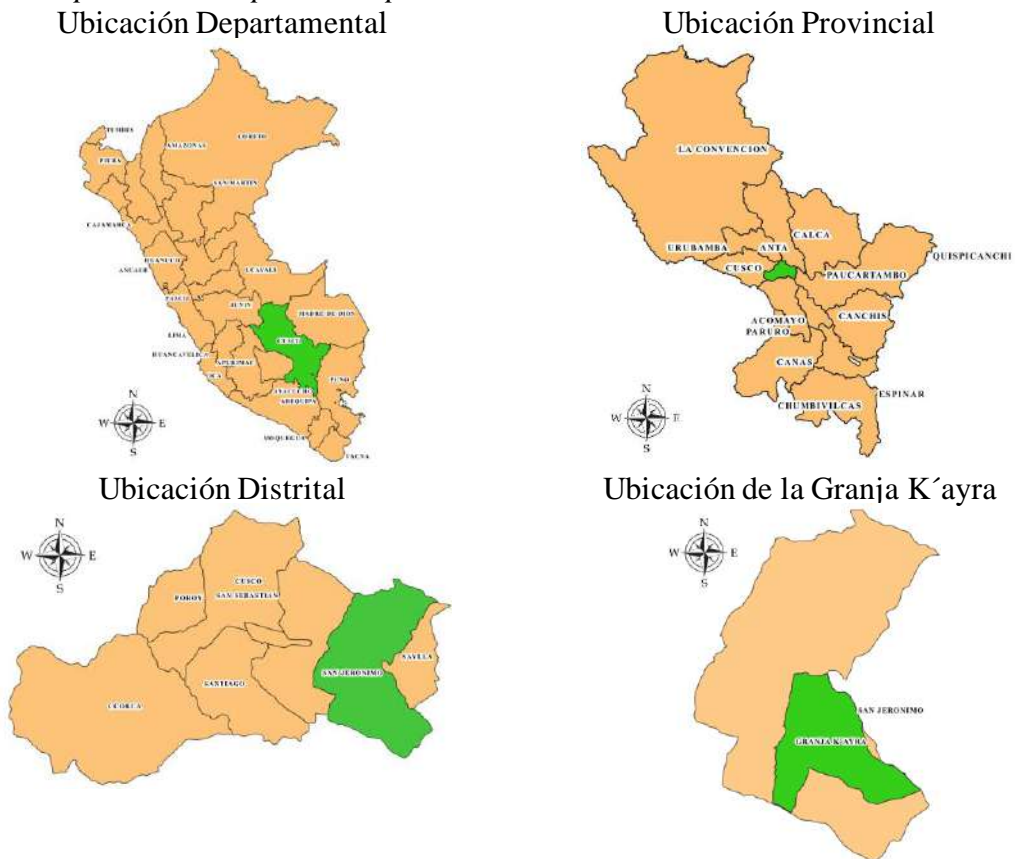 Ubicación Departamental
N
W E
S
TUMBES
PIURA
AMAZONAS
LORETO
SAN MARTIN
CAJAMARCA
HUANUCO
ANCASH
UCAYALI
PASCO
JUNIN
MADRE DE DIOS
LIMA
CUSCO
HUANCAVELICA
APURIMAC
ICA
PUNO
AYACUCHO
AREQUIPA
MOQUEGUA
TACNA
Ubicación Provincial
LA CONVENCION
CALCA
URUBAMBA
ANTA
QUISPICANCHI
CUSCO
PAUCARTAMBO
ACOMAYO
CANCHIS
PARURO
CANAS
ESPINAR
CHUMBIVILCAS
N
W E
S
Ubicación Distrital
N
W E
S
CUSCO
POROY
SAN SEBASTIAN
SAYLLA
SAN JERONIMO
SANTIAGO
CCORCA
Ubicación de la Granja K´ayra
N
W E
S
SAN JERONIMO
GRANJA K'AYRA